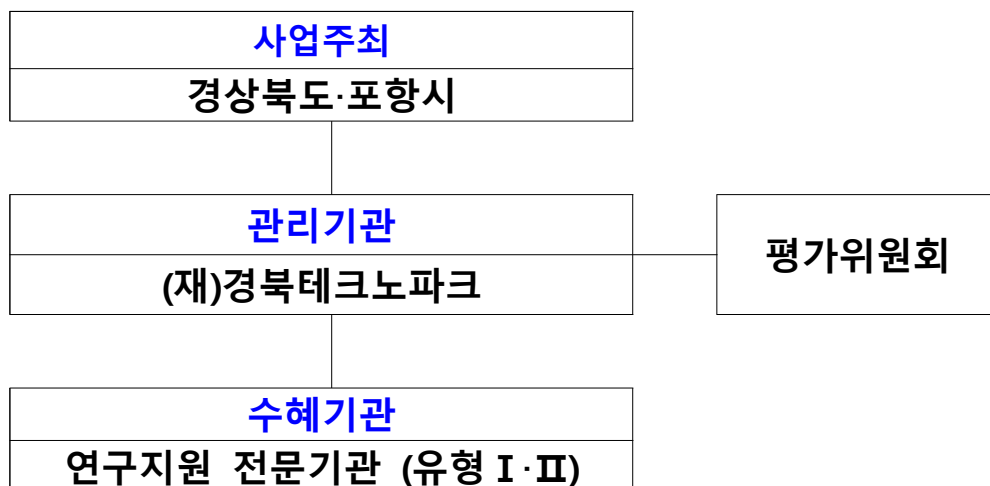 사업주최
경상북도·포항시
관리기관
(재)경북테크노파크
평가위원회
수혜기관
연구지원 전문기관 (유형Ⅰ·Ⅱ)